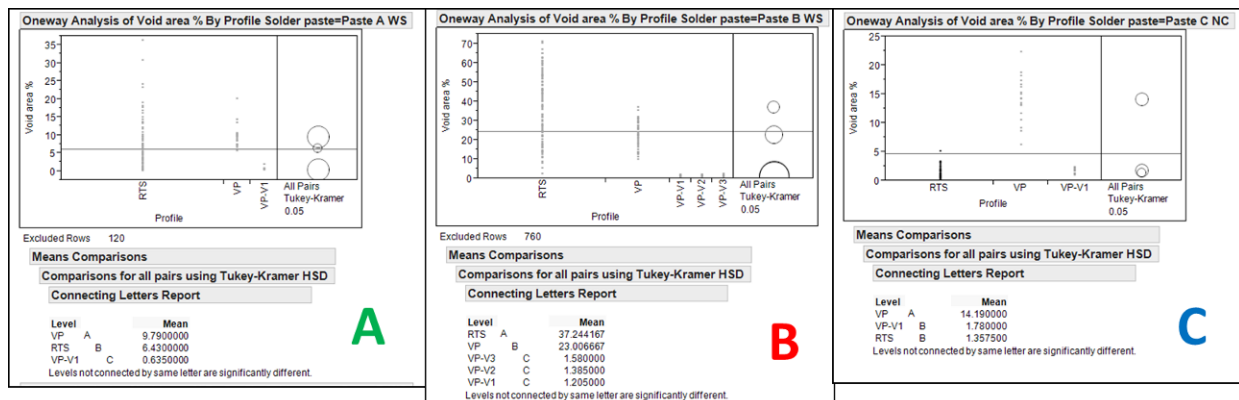 Oneway Analysis of Void area % By Profile Solder paste=Paste A WS
35
30
25
20
15
10
5
0
Void area %
RTS
VP
VP-V1
All Pairs
Tukey-Kramer
0.05
Profile
Excluded Rows 120
Means Comparisons
Comparisons for all pairs using Tukey-Kramer HSD
Connecting Letters Report
Level Mean
VP A 9.7900000
RTS B 6.4300000
VP-V1 C 0.6350000
Levels not connected by same letter are significantly different.
A
Oneway Analysis of Void area % By Profile Solder paste=Paste B WS
70
60
50
40
30
20
10
0
Void area %
RTS
VP
VP-V1
VP-V2
VP-V3
All Pairs
Tukey-Kramer
0.05
Profile
Excluded Rows 760
Means Comparisons
Comparisons for all pairs using Tukey-Kramer HSD
Connecting Letters Report
Level Mean
RTS A 37.244167
VP B 23.006667
VP-V3 C 1.580000
VP-V2 C 1.385000
VP-V1 C 1.205000
Levels not connected by same letter are significantly different.
B
Oneway Analysis of Void area % By Profile Solder paste=Paste C NC
25
20
15
10
5
0
Void area %
RTS
VP
VP-V1
All Pairs
Tukey-Kramer
0.05
Profile
Means Comparisons
Comparisons for all pairs using Tukey-Kramer HSD
Connecting Letters Report
Level Mean
VP A 14.190000
VP-V1 B 1.780000
RTS B 1.357500
Levels not connected by same letter are significantly different.
C